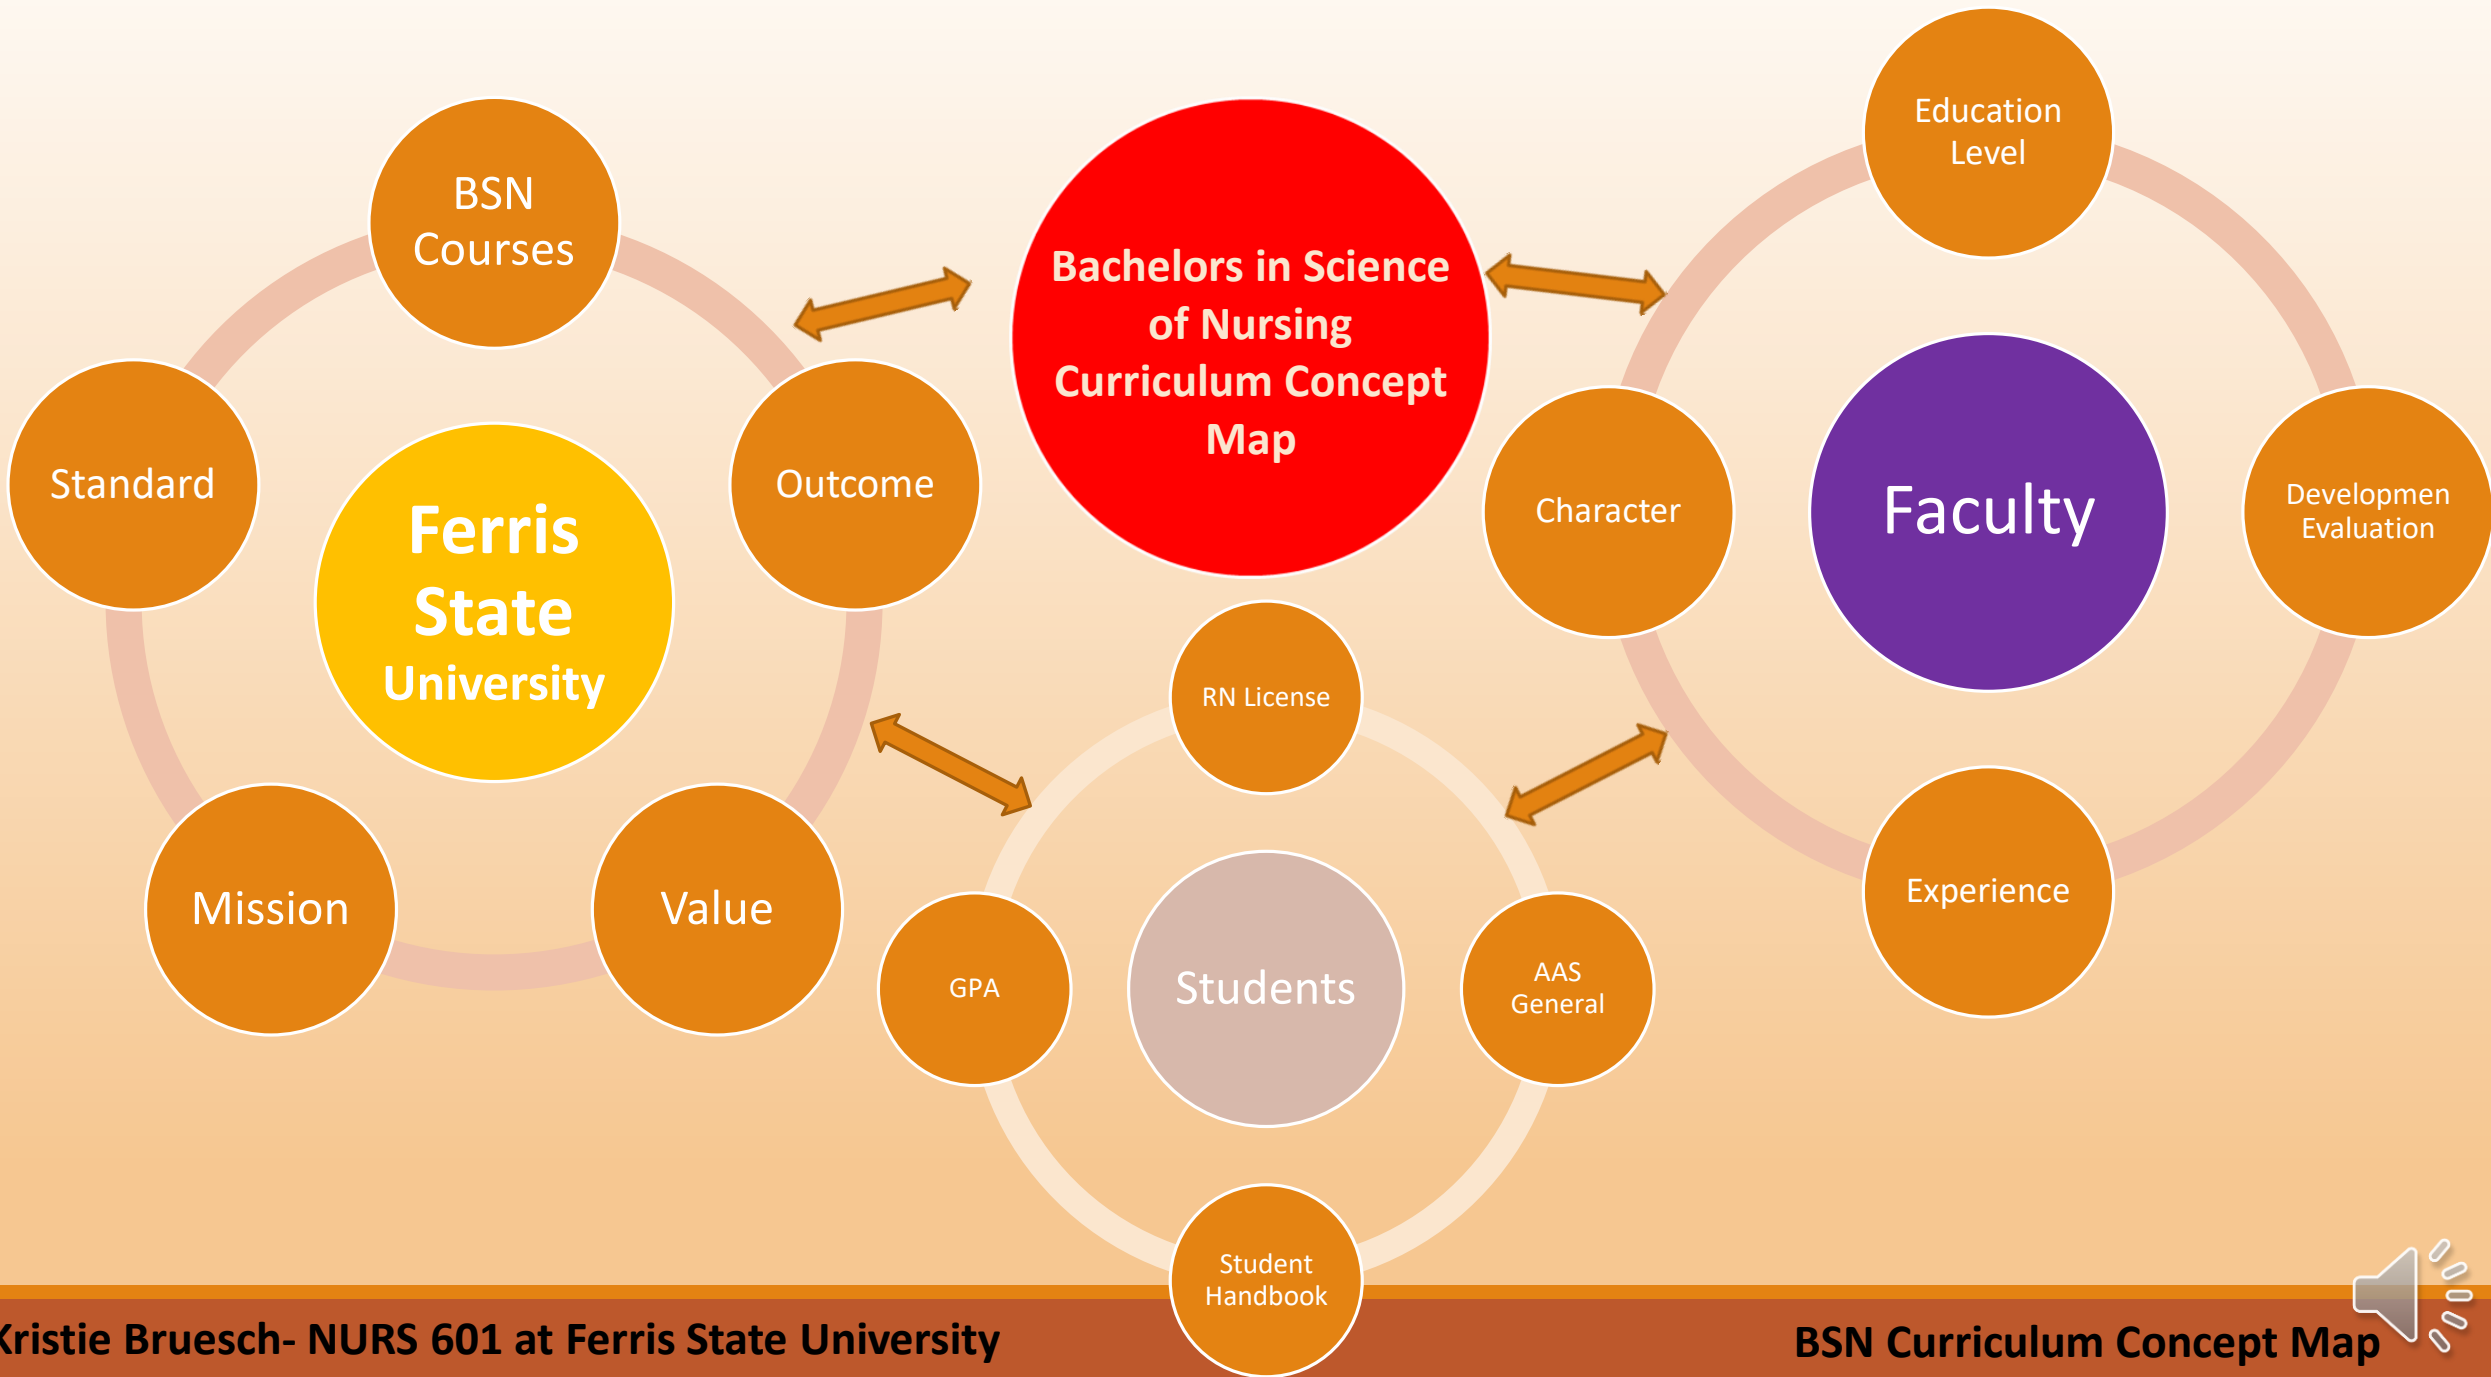 BSN
Courses
Standard
Outcome
Ferris
State
University
Mission
Value
Bachelors in Science
of Nursing
Curriculum Concept
Map
Education
Level
Character
Faculty
Developmen
Evaluation
Experience
RN License
GPA
Students
AAS
General
Student
Handbook
Kristie Bruesch- NURS 601 at Ferris State University
BSN Curriculum Concept Map